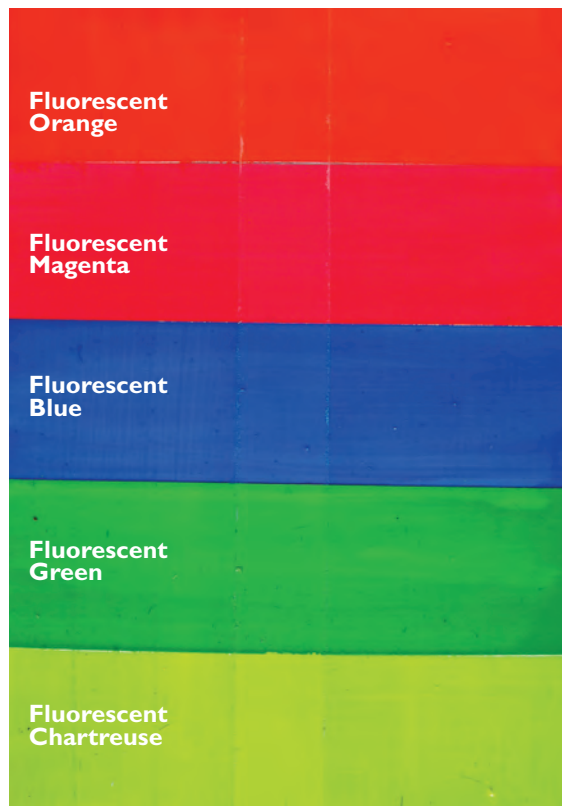 Fluorescent
Orange
Fluorescent
Magenta
Fluorescent
Blue
Fluorescent
Green
Fluorescent
Chartreuse